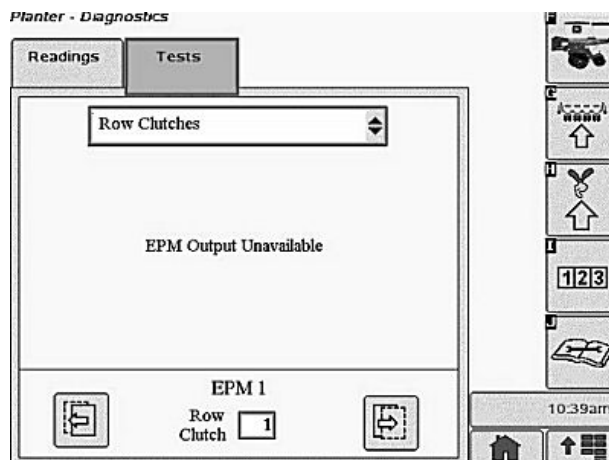 Planter - Diagnostics
Readings
Tests
Row Clutches
EPM Output Unavailable
EPM 1
Row
Clutch
1
F
G
H
I
123
J
10:39am